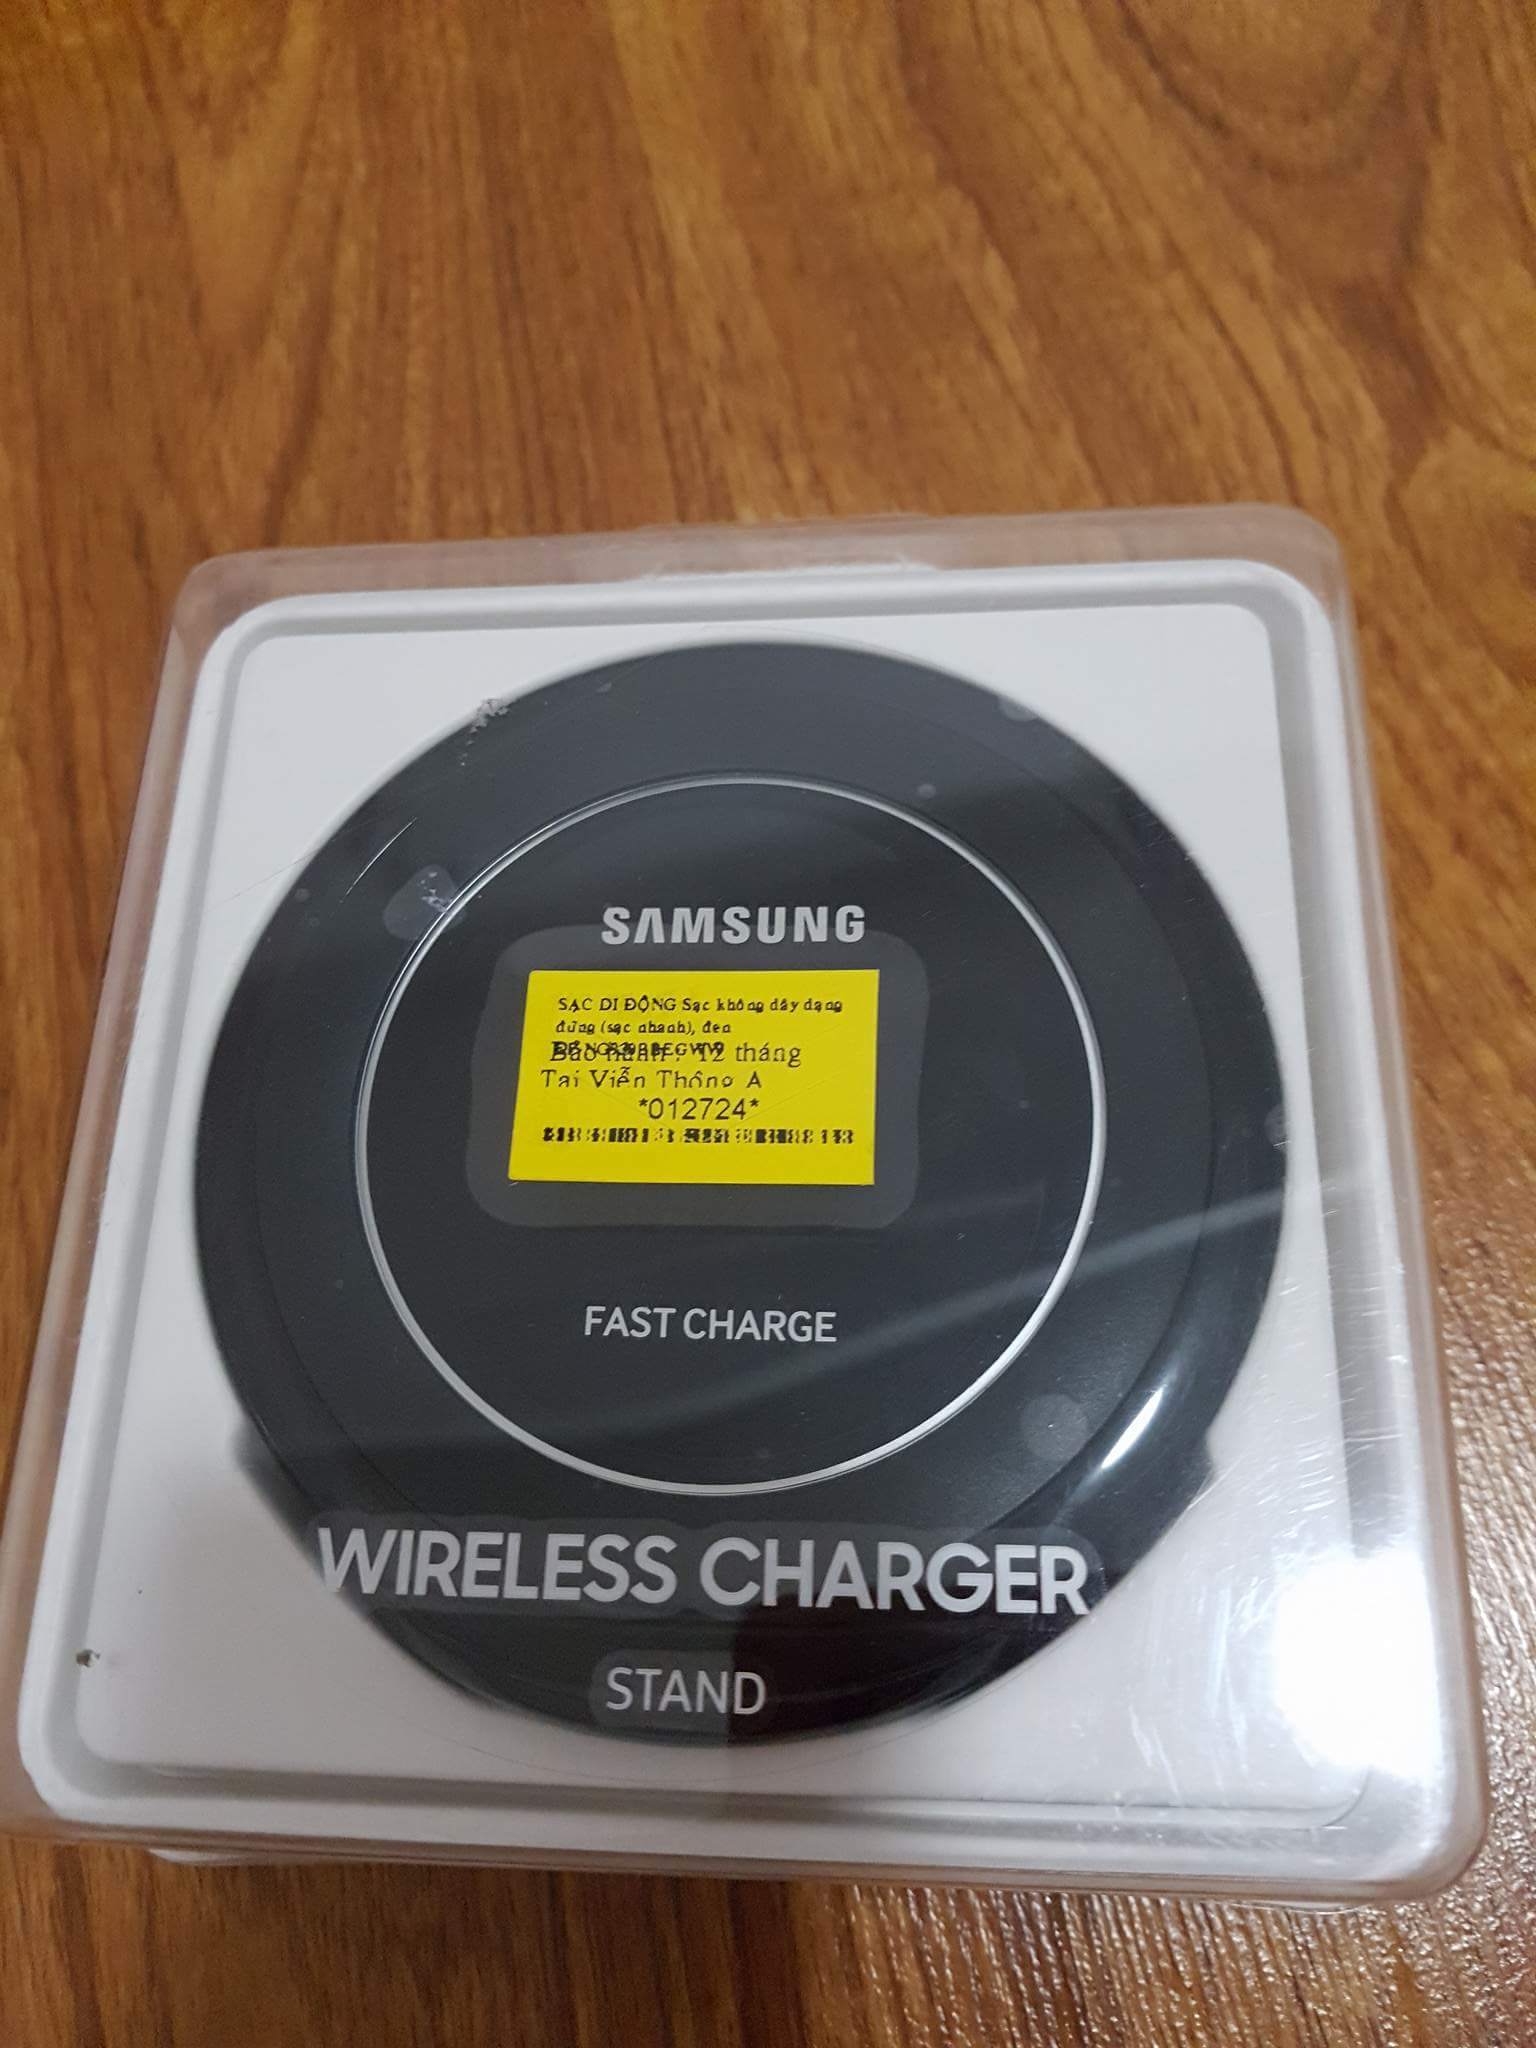 SAMSUNG
SẠC DI ĐỘNG Sạc không dây dạng
đứng (sạc nhanh), đen
Bảo hành : 12 tháng
Tại Viễn Thông A
*012724*
FAST CHARGE
WIRELESS CHARGER
STAND